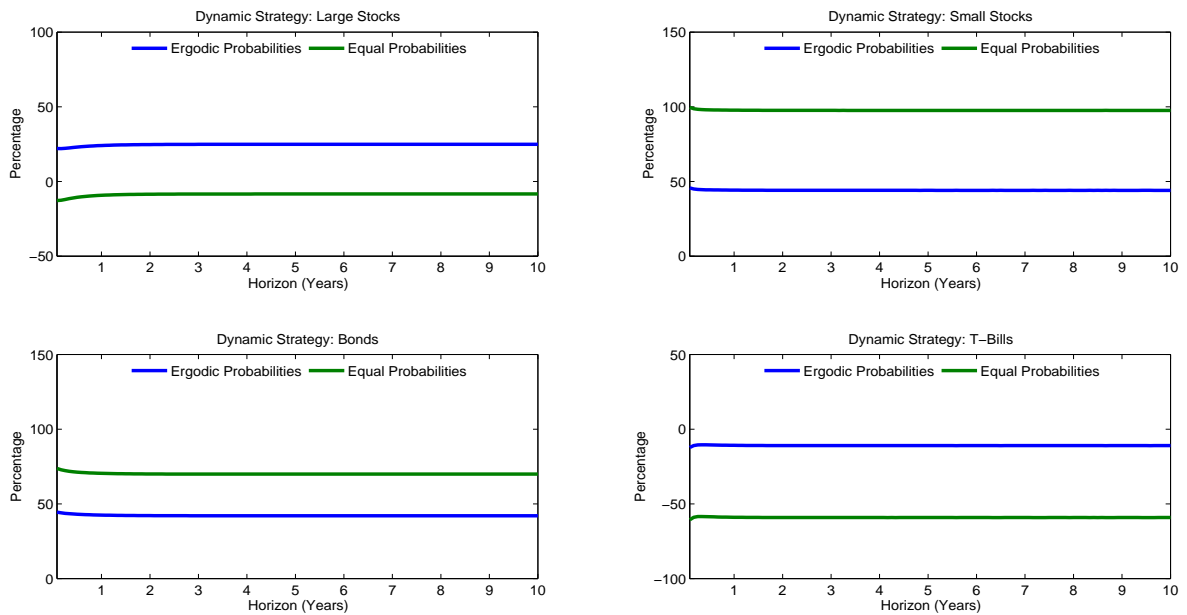 Dynamic Strategy: Large Stocks
100
50
0
−50
Percentage
Ergodic Probabilities Equal Probabilities
1 2 3 4 5 6 7 8 9 10
Horizon (Years)
Dynamic Strategy: Small Stocks
150
100
50
0
Percentage
Ergodic Probabilities Equal Probabilities
1 2 3 4 5 6 7 8 9 10
Horizon (Years)
Dynamic Strategy: Bonds
150
100
50
0
Percentage
Ergodic Probabilities Equal Probabilities
1 2 3 4 5 6 7 8 9 10
Horizon (Years)
Dynamic Strategy: T−Bills
50
0
−50
−100
Percentage
Ergodic Probabilities Equal Probabilities
1 2 3 4 5 6 7 8 9 10
Horizon (Years)